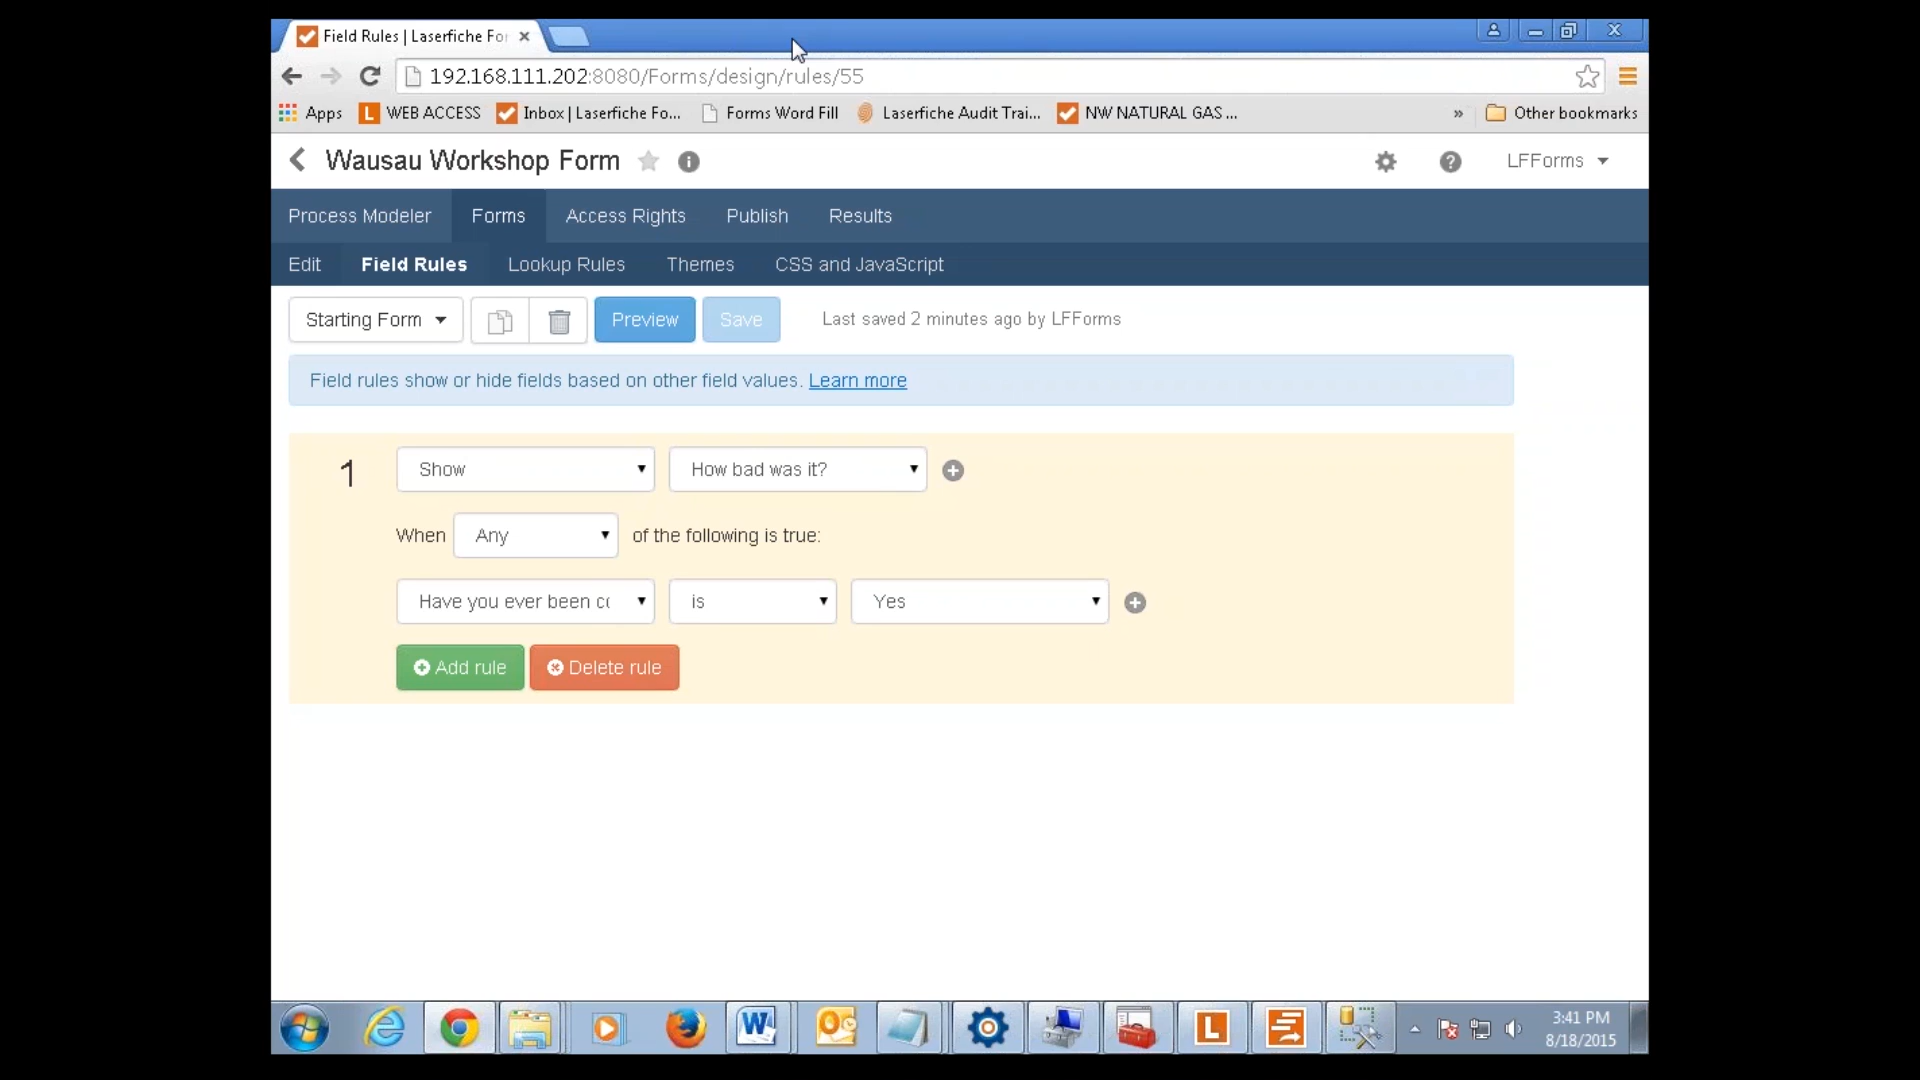 Field Rules | Laserfiche For
192.168.111.202:8080/Forms/design/rules/55
Apps WEB ACCESS Inbox | Laserfiche Fo... Forms Word Fill Laserfiche Audit Trai... NW NATURAL GAS ... » Other bookmarks
Wausau Workshop Form LFForms
Process Modeler Forms Access Rights Publish Results
Edit Field Rules Lookup Rules Themes CSS and JavaScript
Starting Form Preview Save Last saved 2 minutes ago by LFForms
Field rules show or hide fields based on other field values. Learn more
1 Show How bad was it?
When Any of the following is true:
Have you ever been co is Yes
Add rule Delete rule
3:41 PM
8/18/2015